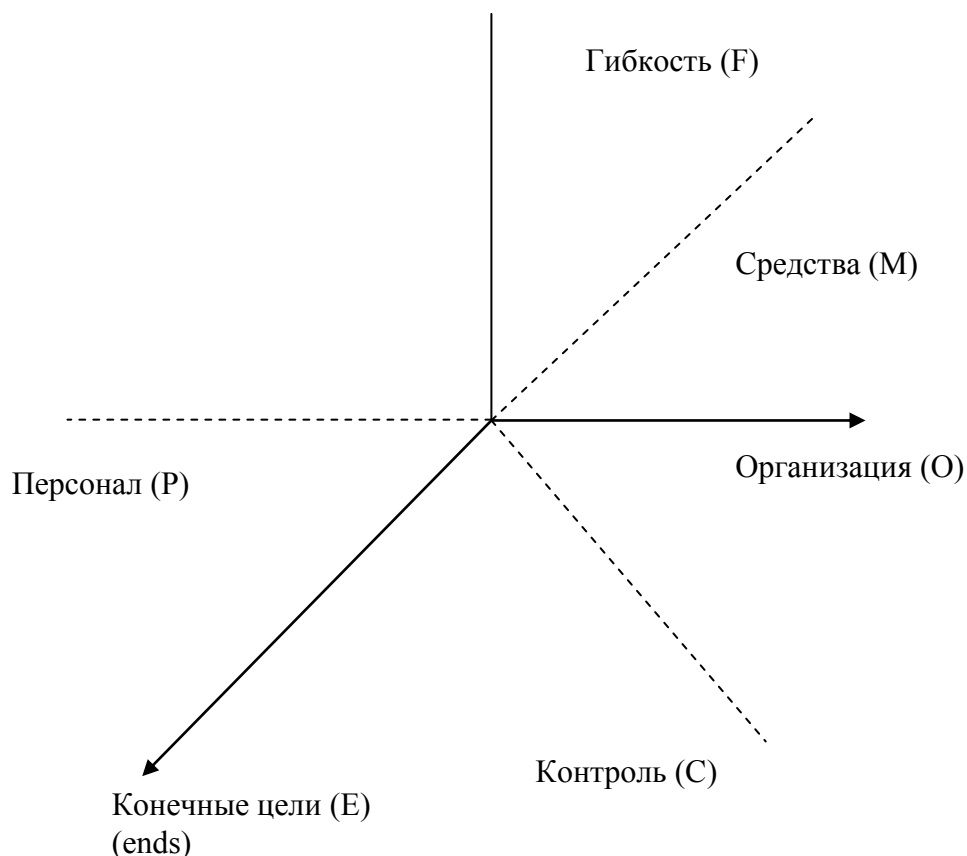 Гибкость (F)
Средства (M)
Организация (O)
Персонал (P)
Контроль (C)
Конечные цели (E)
(ends)